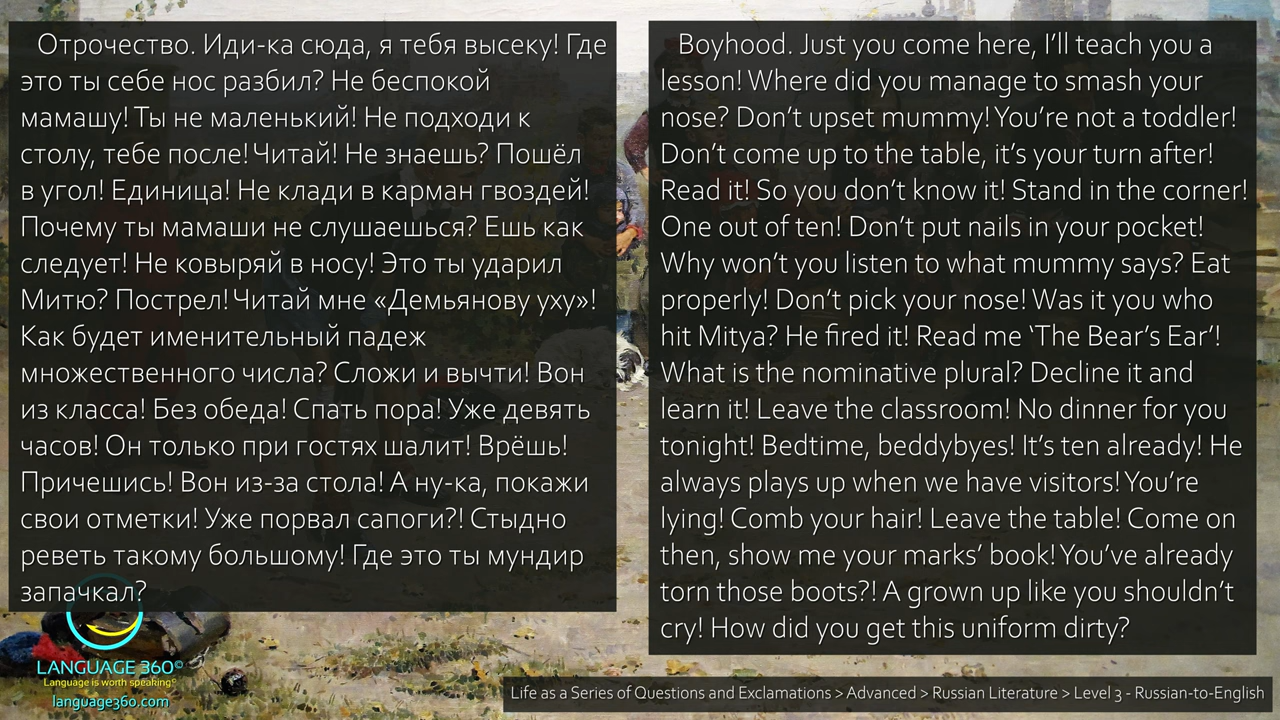 Отрочество. Иди-ка сюда, я тебя высеку! Где
это ты себе нос разбил? Не беспокой
мамашу! Ты не маленький! Не подходи к
столу, тебе после! Читай! Не знаешь? Пошёл
в угол! Единица! Не клади в карман гвоздей!
Почему ты мамаши не слушаешься? Ешь как
следует! Не ковыряй в носу! Это ты ударил
Митю? Пострел! Читай мне «Демьянову уху»!
Как будет именительный падеж
множественного числа? Сложи и вычти! Вон
из класса! Без обеда! Спать пора! Уже девять
часов! Он только при гостях шалит! Врёшь!
Причешись! Вон из-за стола! А ну-ка, покажи
свои отметки! Уже порвал сапоги?! Стыдно
реветь такому большому! Где это ты мундир
запачкал?
Boyhood. Just you come here, I’ll teach you a
lesson! Where did you manage to smash your
nose? Don’t upset mummy! You’re not a toddler!
Don’t come up to the table, it’s your turn after!
Read it! So you don’t know it! Stand in the corner!
One out of ten! Don’t put nails in your pocket!
Why won’t you listen to what mummy says? Eat
properly! Don’t pick your nose! Was it you who
hit Mitya? He fired it! Read me ‘The Bear’s Ear’!
What is the nominative plural? Decline it and
learn it! Leave the classroom! No dinner for you
tonight! Bedtime, beddybyes! It’s ten already! He
always plays up when we have visitors! You’re
lying! Comb your hair! Leave the table! Come on
then, show me your marks’ book! You’ve already
torn those boots?! A grown up like you shouldn’t
cry! How did you get this uniform dirty?
LANGUAGE 360©
Language is worth speaking©
language360.com
Life as a Series of Questions and Exclamations > Advanced > Russian Literature > Level 3 - Russian-to-English